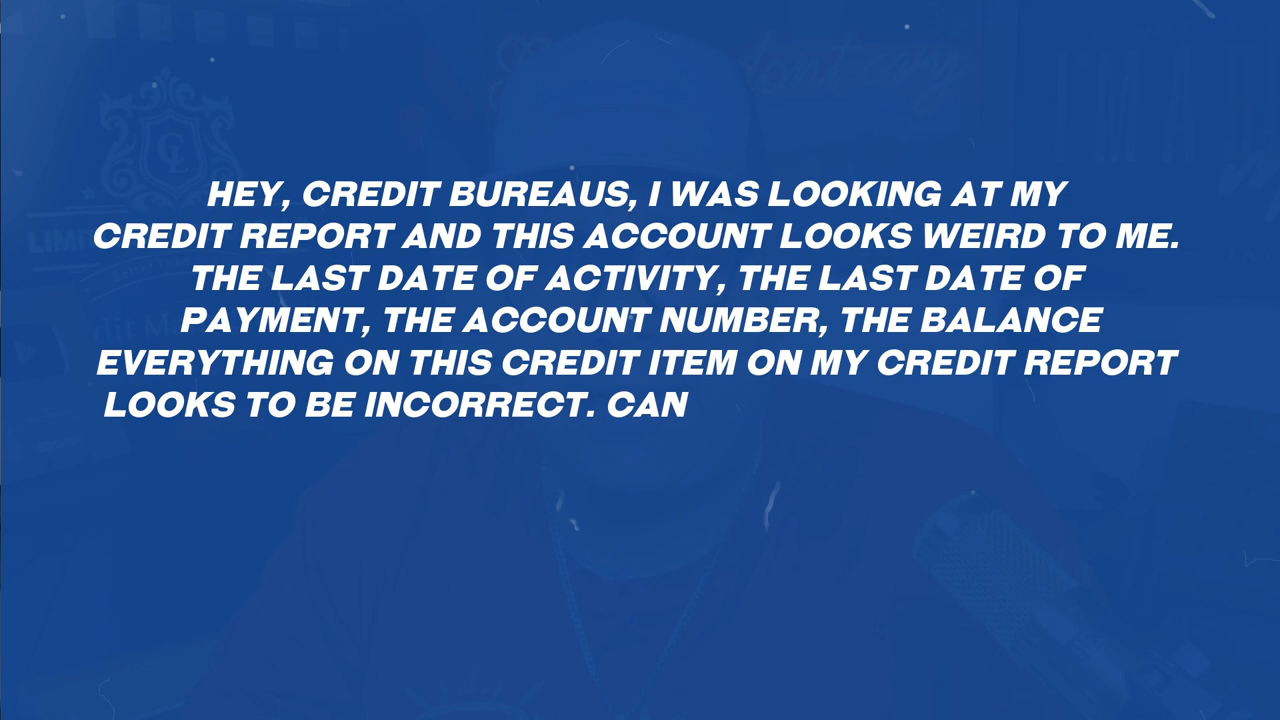 HEY, CREDIT BUREAUS, I WAS LOOKING AT MY
CREDIT REPORT AND THIS ACCOUNT LOOKS WEIRD TO ME.
THE LAST DATE OF ACTIVITY, THE LAST DATE OF
PAYMENT, THE ACCOUNT NUMBER, THE BALANCE
EVERYTHING ON THIS CREDIT ITEM ON MY CREDIT REPORT
LOOKS TO BE INCORRECT. CAN